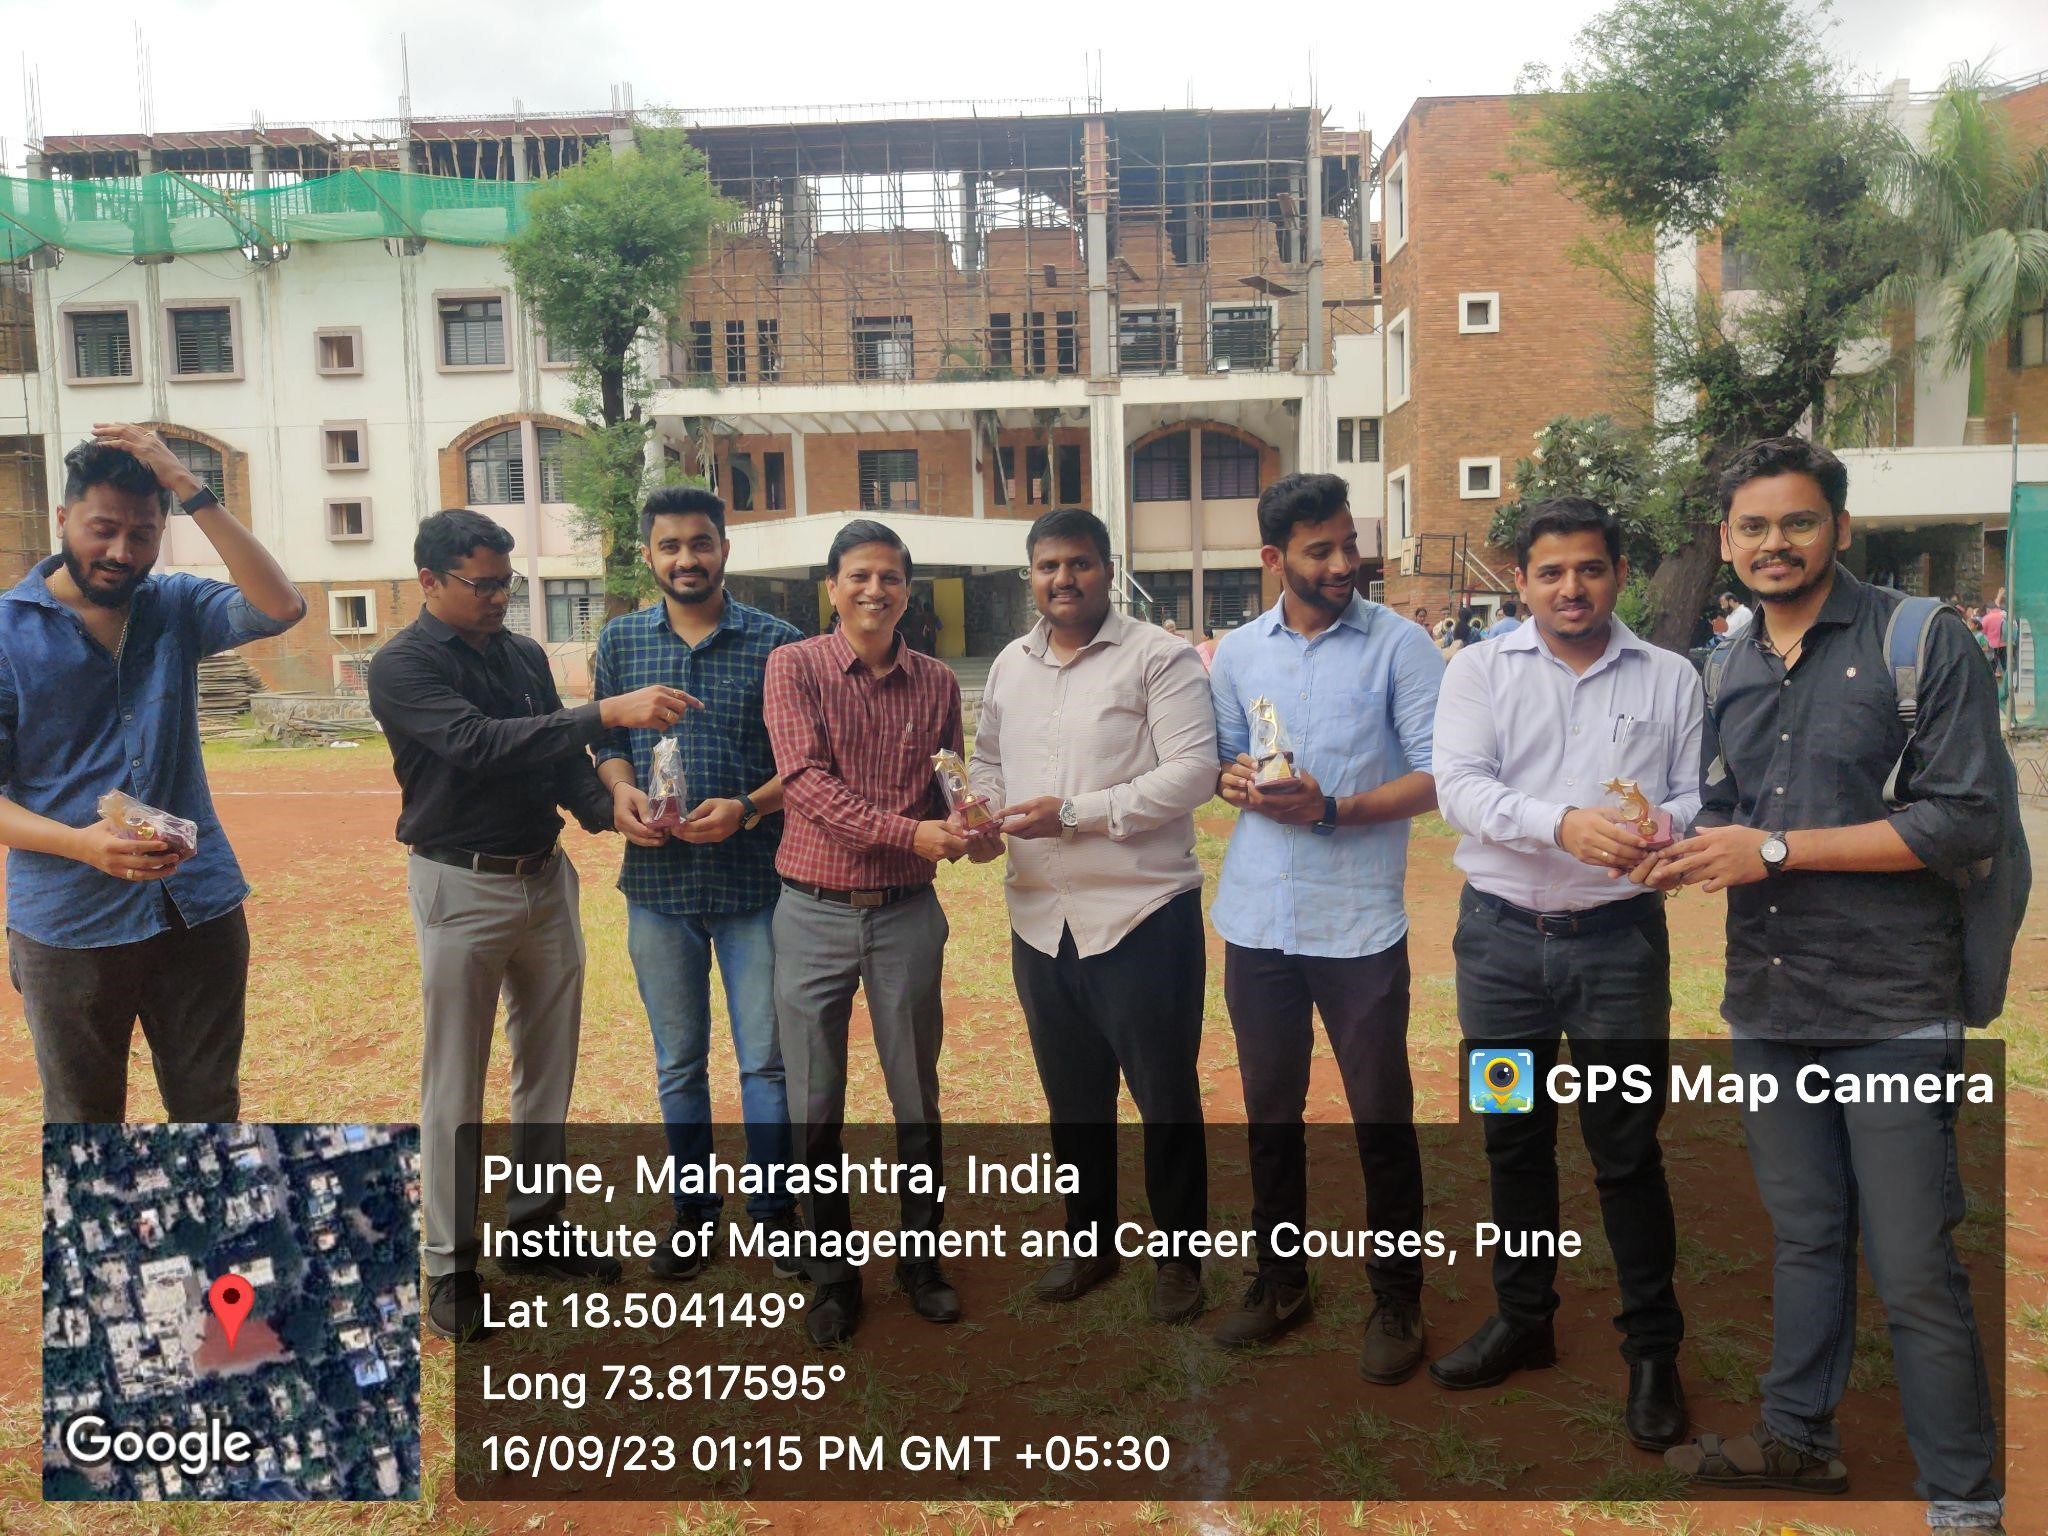 GPS Map Camera
Pune, Maharashtra, India
Institute of Management and Career Courses, Pune
Lat 18.504149°
Long 73.817595°
16/09/23 01:15 PM GMT +05:30
Google